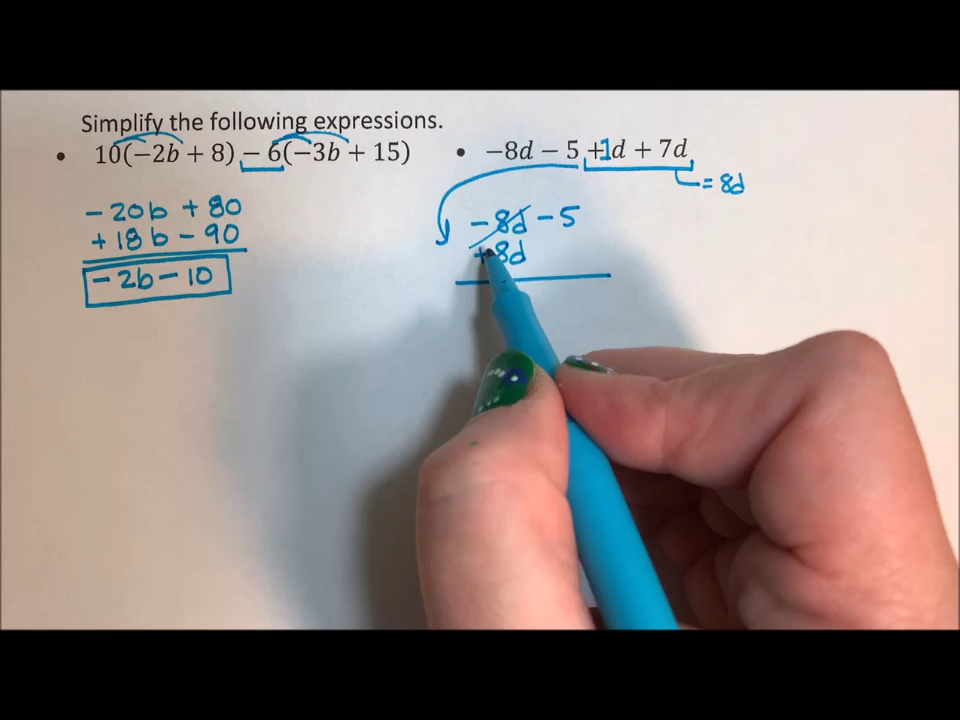 Simplify the following expressions.
• 10(−2b + 8) − 6(−3b + 15)
• −8d − 5 +1d + 7d
= 8d
- 20b + 80
+ 18b - 90
- 2b - 10
- 8d - 5
+ 8d